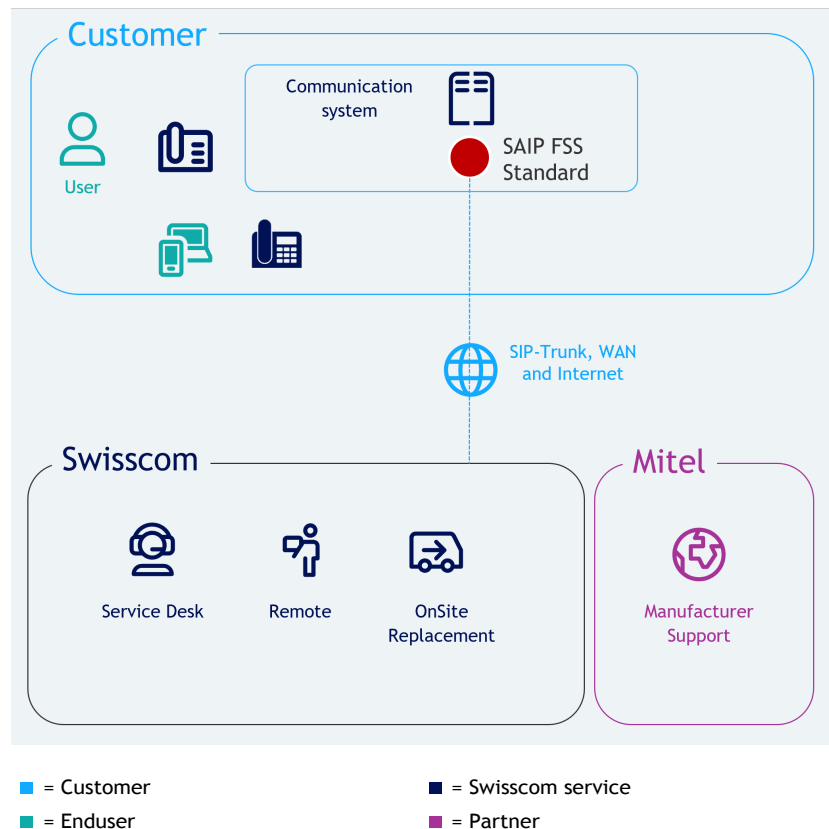 Customer
Communication
system
SAIP FSS
Standard
User
SIP-Trunk, WAN
and Internet
Swisscom
Mitel
Service Desk
Remote
OnSite
Replacement
Manufacturer
Support
= Customer
= Swisscom service
= Enduser
= Partner